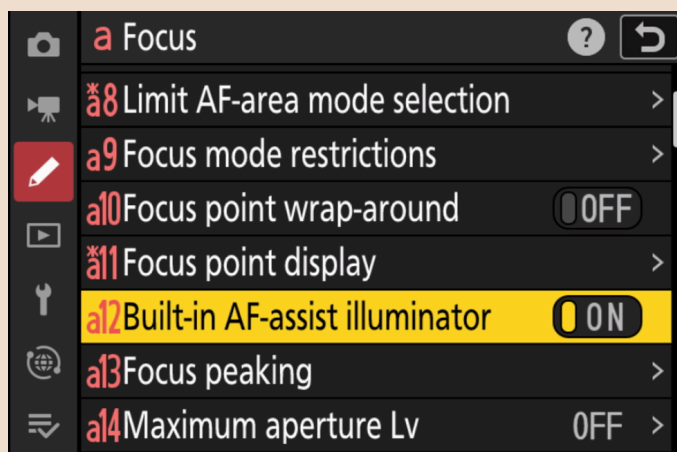 a Focus ?
*a8 Limit AF-area mode selection >
a9 Focus mode restrictions >
a10 Focus point wrap-around OFF
*a11 Focus point display >
a12 Built-in AF-assist illuminator ON
a13 Focus peaking >
a14 Maximum aperture Lv OFF >